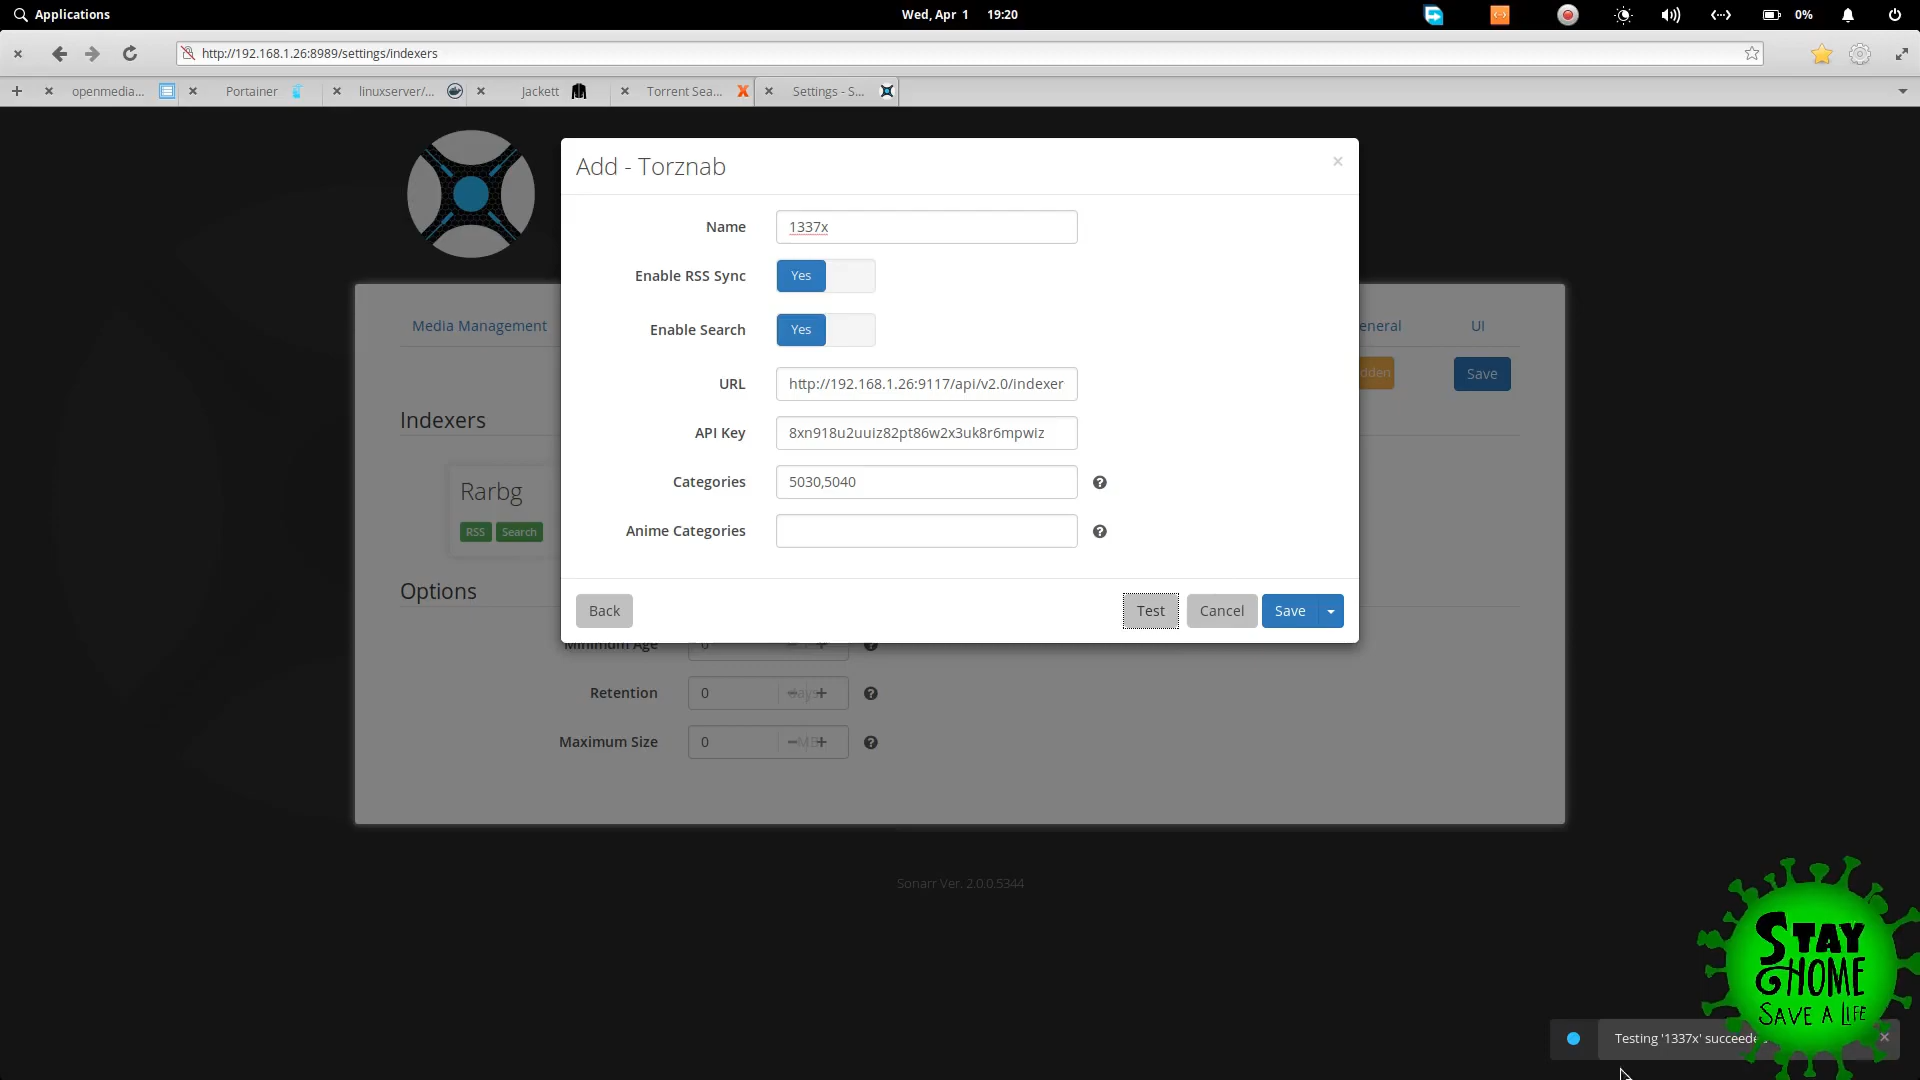 Applications
Wed, Apr 1 19:20
0%
http://192.168.1.26:8989/settings/indexers
openmedia...
Portainer
linuxserver/...
Jackett
Torrent Sea...
Settings - S...
Add - Torznab
Name
1337x
Enable RSS Sync
Yes
Enable Search
Yes
URL
http://192.168.1.26:9117/api/v2.0/indexer
API Key
8xn918u2uuiz82pt86w2x3uk8r6mpwiz
Categories
5030,5040
Anime Categories
Back
Test
Cancel
Save
Media Management
eneral
UI
dden
Save
Indexers
Rarbg
RSS
Search
Options
Minimum Age
0
Retention
0
days
Maximum Size
0
MB
Sonarr Ver. 2.0.0.5344
STAY
@HOME
SAVE A LIFE
Testing '1337x' succeede